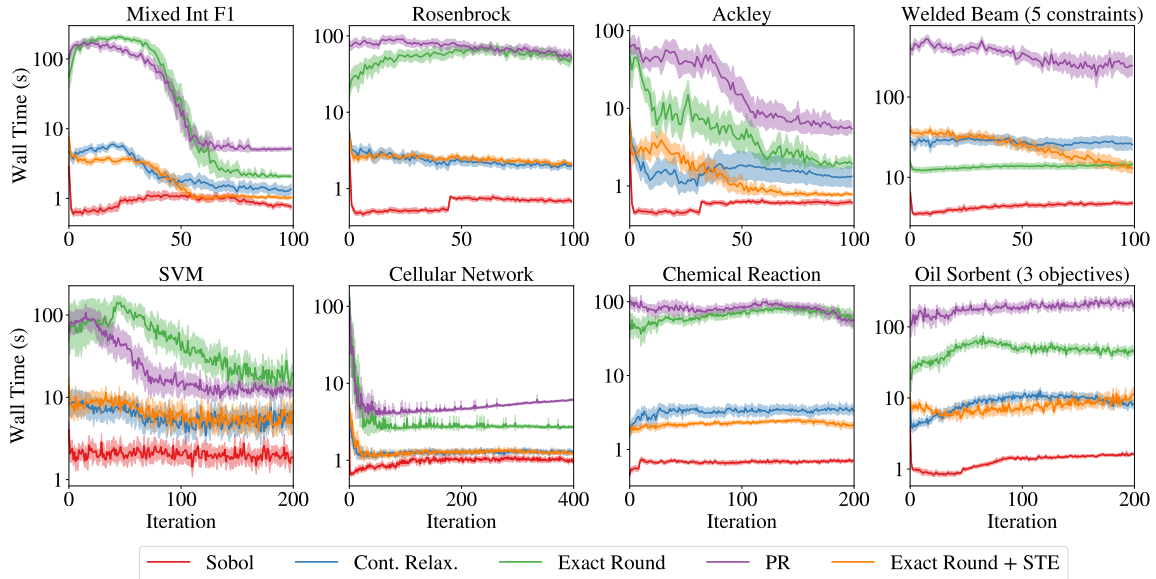 Mixed Int F1
Rosenbrock
Ackley
Welded Beam (5 constraints)
Wall Time (s)
100
10
1
0 50 100
100
10
1
0 50 100
100
10
1
0 50 100
100
10
0 50 100
SVM
Cellular Network
Chemical Reaction
Oil Sorbent (3 objectives)
Wall Time (s)
100
10
1
0 100 200
Iteration
100
10
1
0 200 400
Iteration
100
10
1
0 100 200
Iteration
100
10
1
0 100 200
Iteration
Sobol Cont. Relax. Exact Round PR Exact Round + STE